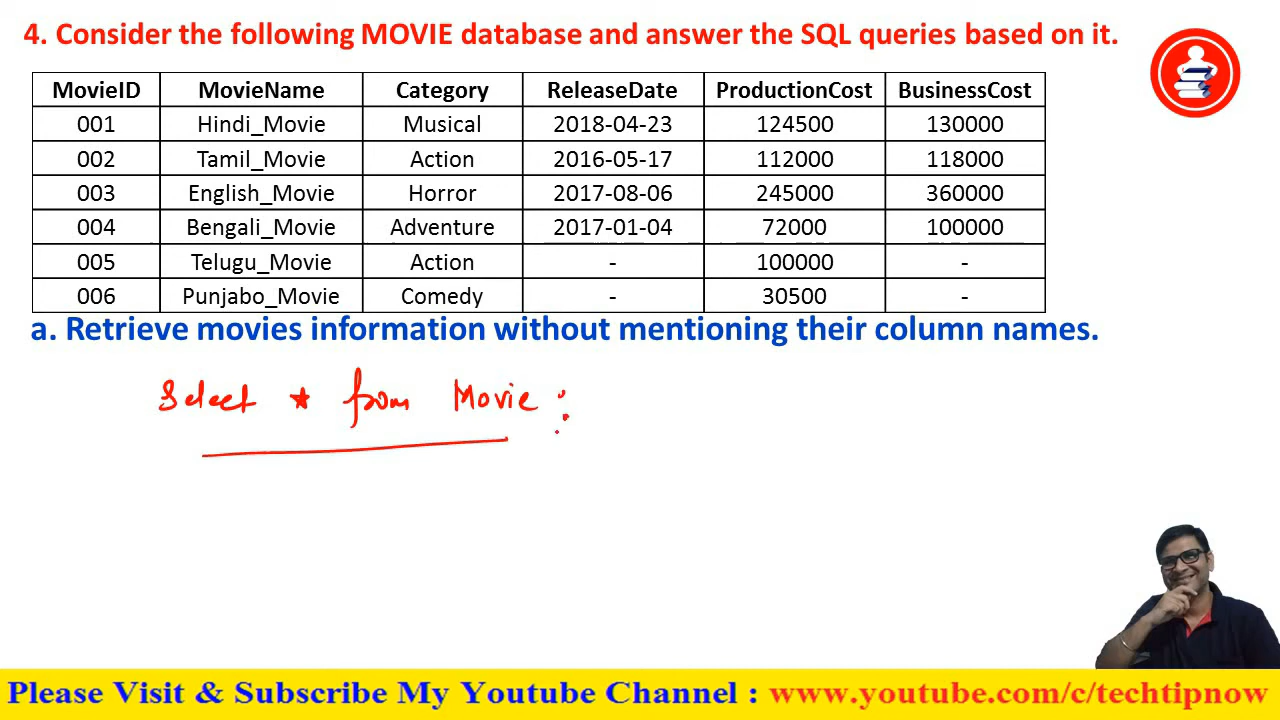 4. Consider the following MOVIE database and answer the SQL queries based on it.
MovieID MovieName Category ReleaseDate ProductionCost BusinessCost
001 Hindi_Movie Musical 2018-04-23 124500 130000
002 Tamil_Movie Action 2016-05-17 112000 118000
003 English_Movie Horror 2017-08-06 245000 360000
004 Bengali_Movie Adventure 2017-01-04 72000 100000
005 Telugu_Movie Action - 100000 -
006 Punjabo_Movie Comedy - 30500 -
a. Retrieve movies information without mentioning their column names.
Select * from Movie ;
Please Visit & Subscribe My Youtube Channel : www.youtube.com/c/techtipnow